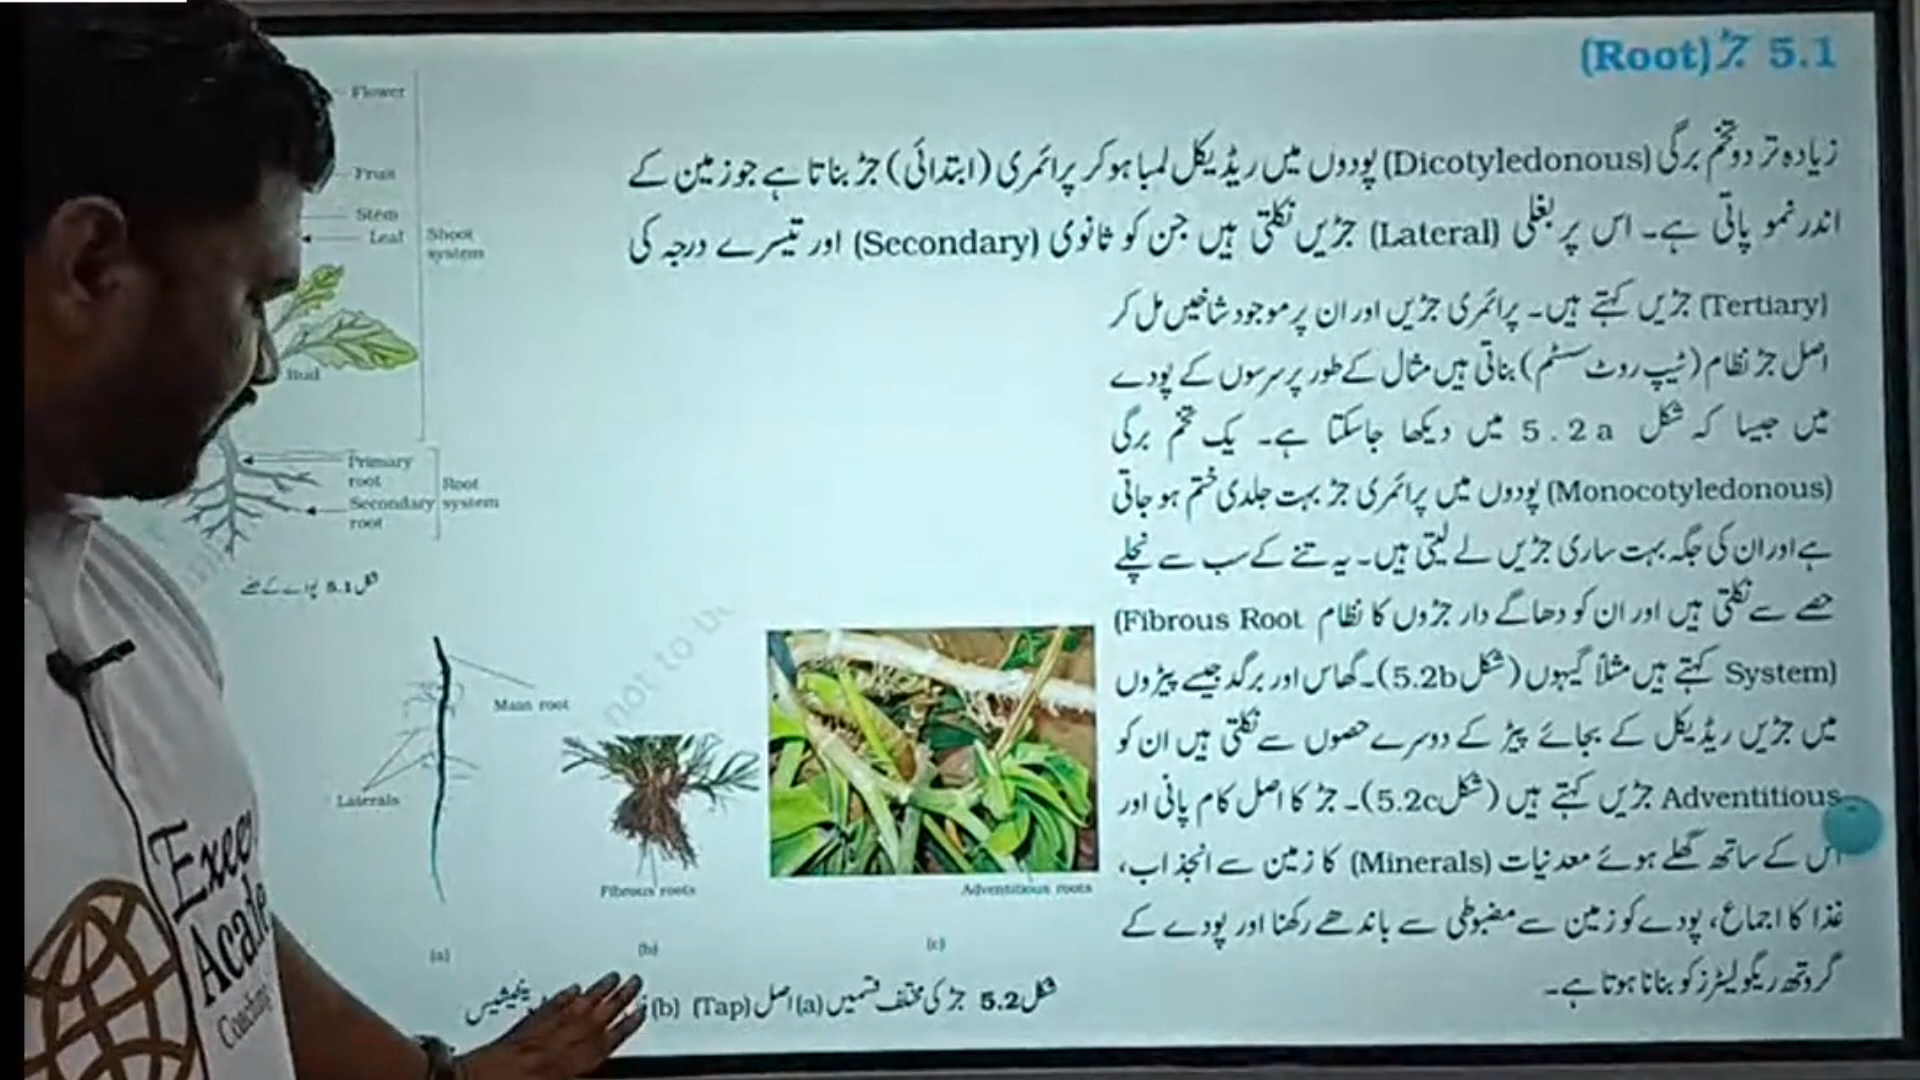 5.1 جڑ (Root)
زیادہ تر دو تخم برگی (Dicotyledonous) پودوں میں ریڈیکل لمبا ہوکر پرائمری (ابتدائی) جڑ بناتا ہے جو زمین کے
اندر نمو پاتی ہے۔ اس پر بغلی (Lateral) جڑیں نکلتی ہیں جن کو ثانوی (Secondary) اور تیسرے درجہ کی
(Tertiary) جڑیں کہتے ہیں۔ پرائمری جڑیں اور ان پر موجود شاخیں مل کر
اصل جڑ نظام (ٹیپ روٹ سسٹم) بناتی ہیں مثال کے طور پر سرسوں کے پودے
میں جیسا کہ شکل 5.2a میں دیکھا جاسکتا ہے۔ یک تخم برگی
(Monocotyledonous) پودوں میں پرائمری جڑ بہت جلدی ختم ہو جاتی
ہے اور ان کی جگہ بہت ساری جڑیں لے لیتی ہیں۔ یہ تنے کے سب سے نچلے
حصے سے نکلتی ہیں اور ان کو دھاگے دار جڑوں کا نظام (Fibrous Root
System) کہتے ہیں مثلاً گیہوں (شکل 5.2b)۔ گھاس اور برگد جیسے پیڑوں
میں جڑیں ریڈیکل کے بجائے پیڑ کے دوسرے حصوں سے نکلتی ہیں ان کو
Adventitious جڑیں کہتے ہیں (شکل 5.2c)۔ جڑ کا اصل کام پانی اور
اس کے ساتھ گھلے ہوئے معدنیات (Minerals) کا زمین سے انجذاب،
غذا کا اجماع، پودے کو زمین سے مضبوطی سے باندھے رکھنا اور پودے کے
گروتھ ریگولیٹرز کو بنانا ہوتا ہے۔
Flower
Fruit
Stem
Leaf
Shoot
system
Bud
Primary
root
Secondary
root
Root
system
شکل 5.1 پودے کے حصے
Main root
Laterals
(a)
Fibrous roots
(b)
Adventitious roots
(c)
not to be
شکل 5.2 جڑ کی مختلف قسمیں (a) اصل (Tap) (b)